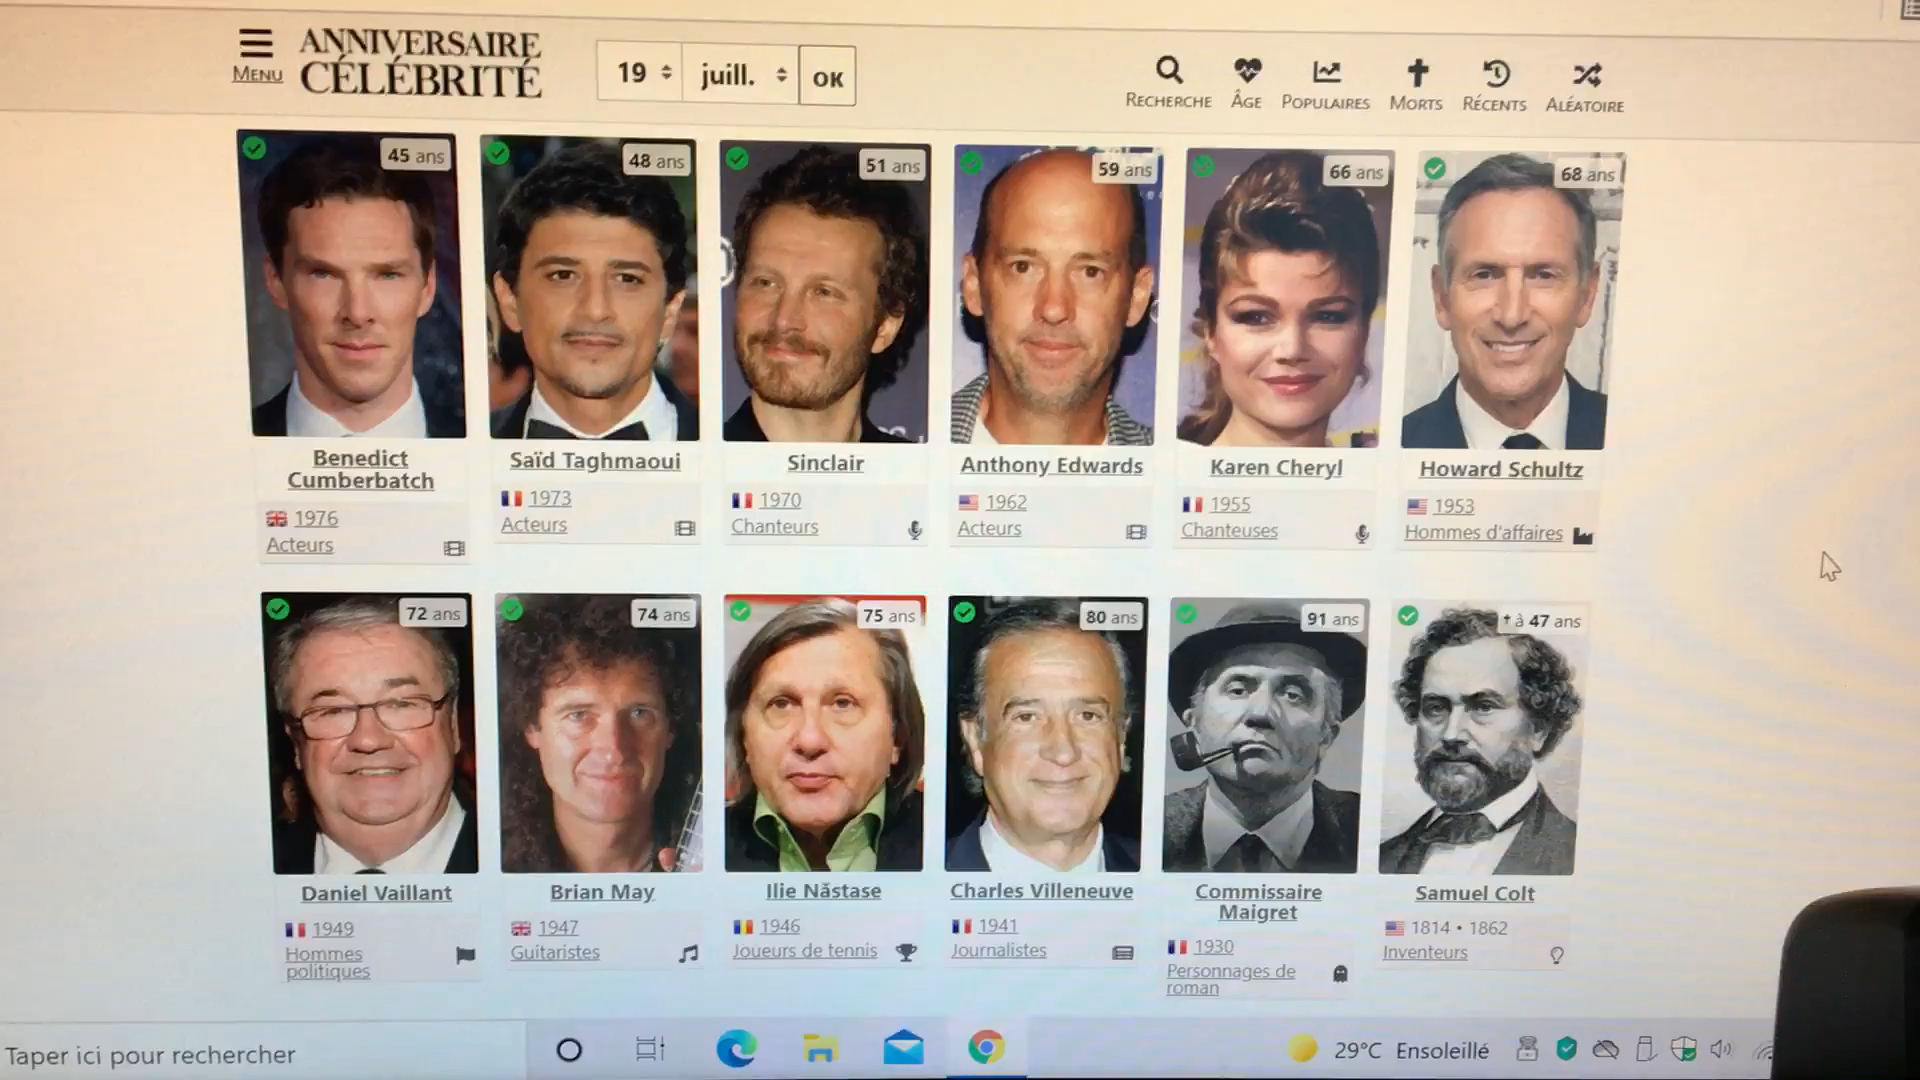 ANNIVERSAIRE
CÉLÉBRITÉ
MENU
19 juill. OK
RECHERCHE ÂGE POPULAIRES MORTS RÉCENTS ALÉATOIRE
45 ans 48 ans 51 ans 59 ans 66 ans 68 ans
Benedict
Cumberbatch
1976
Acteurs
Saïd Taghmaoui
1973
Acteurs
Sinclair
1970
Chanteurs
Anthony Edwards
1962
Acteurs
Karen Cheryl
1955
Chanteuses
Howard Schultz
1953
Hommes d'affaires
72 ans 74 ans 75 ans 80 ans 91 ans † à 47 ans
Daniel Vaillant
1949
Hommes
politiques
Brian May
1947
Guitaristes
Ilie Năstase
1946
Joueurs de tennis
Charles Villeneuve
1941
Journalistes
Commissaire
Maigret
1930
Personnages de
roman
Samuel Colt
1814 • 1862
Inventeurs
Taper ici pour rechercher
29°C Ensoleillé